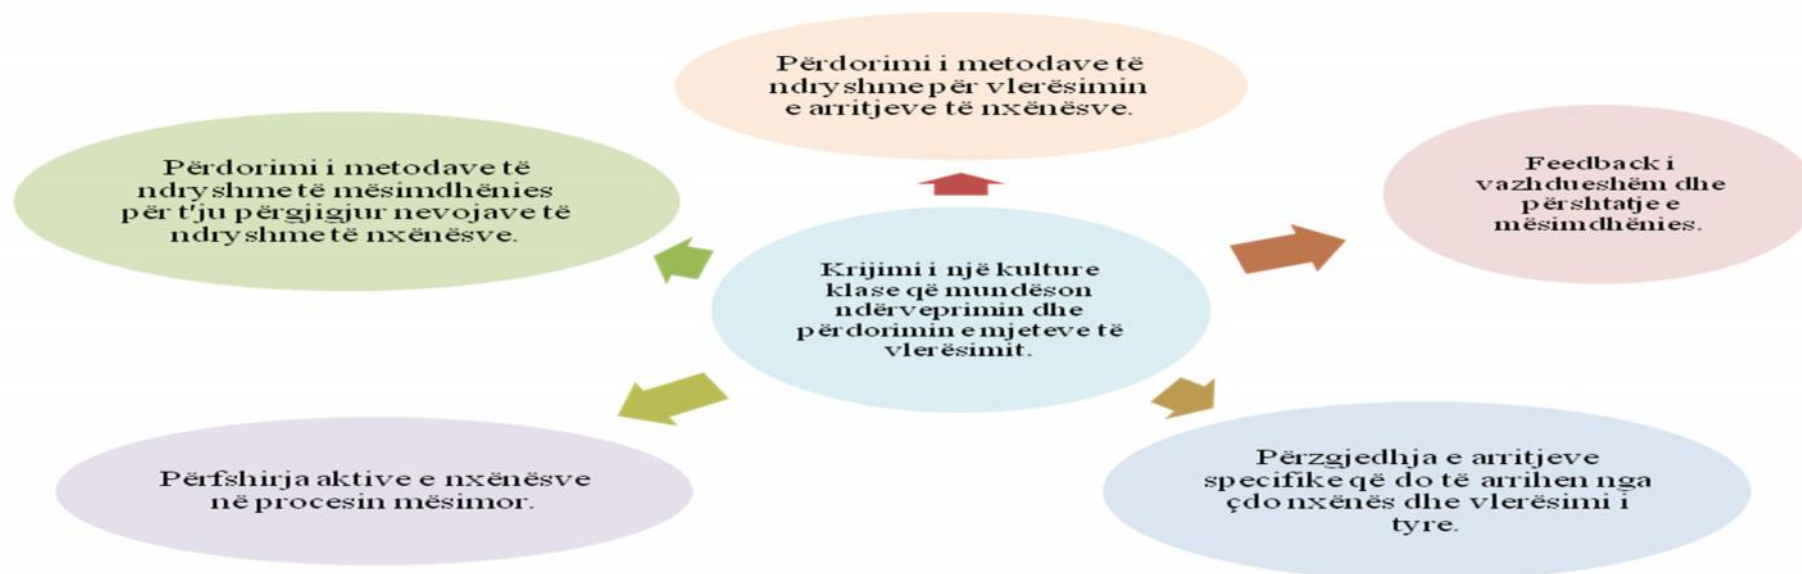 Përdorimi i metodave të
ndryshme për vlerësimin
e arritjeve të nxënësve.
Përdorimi i metodave të
ndryshme të mësimdhënies
për t'ju përgjigjur nevojave të
ndryshme të nxënësve.
Feedback i
vazhdueshëm dhe
përshtatje e
mësimdhënies.
Krijimi i një kulture
klase që mundëson
ndërveprimin dhe
përdorimin e mjeteve të
vlerësimit.
Përfshirja aktive e nxënësve
në procesin mësimor.
Përzgjedhja e arritjeve
specifike që do të arrihen nga
çdo nxënës dhe vlerësimi i
tyre.